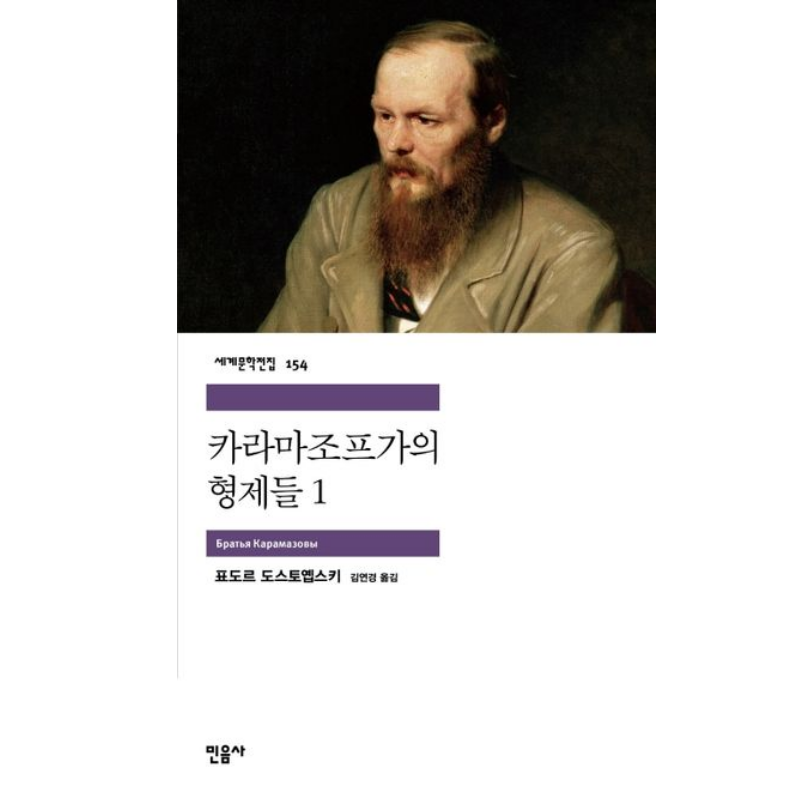 세계문학전집 154
카라마조프가의
형제들 1
Братья Карамазовы
표도르 도스토옙스키 김연경 옮김
민음사